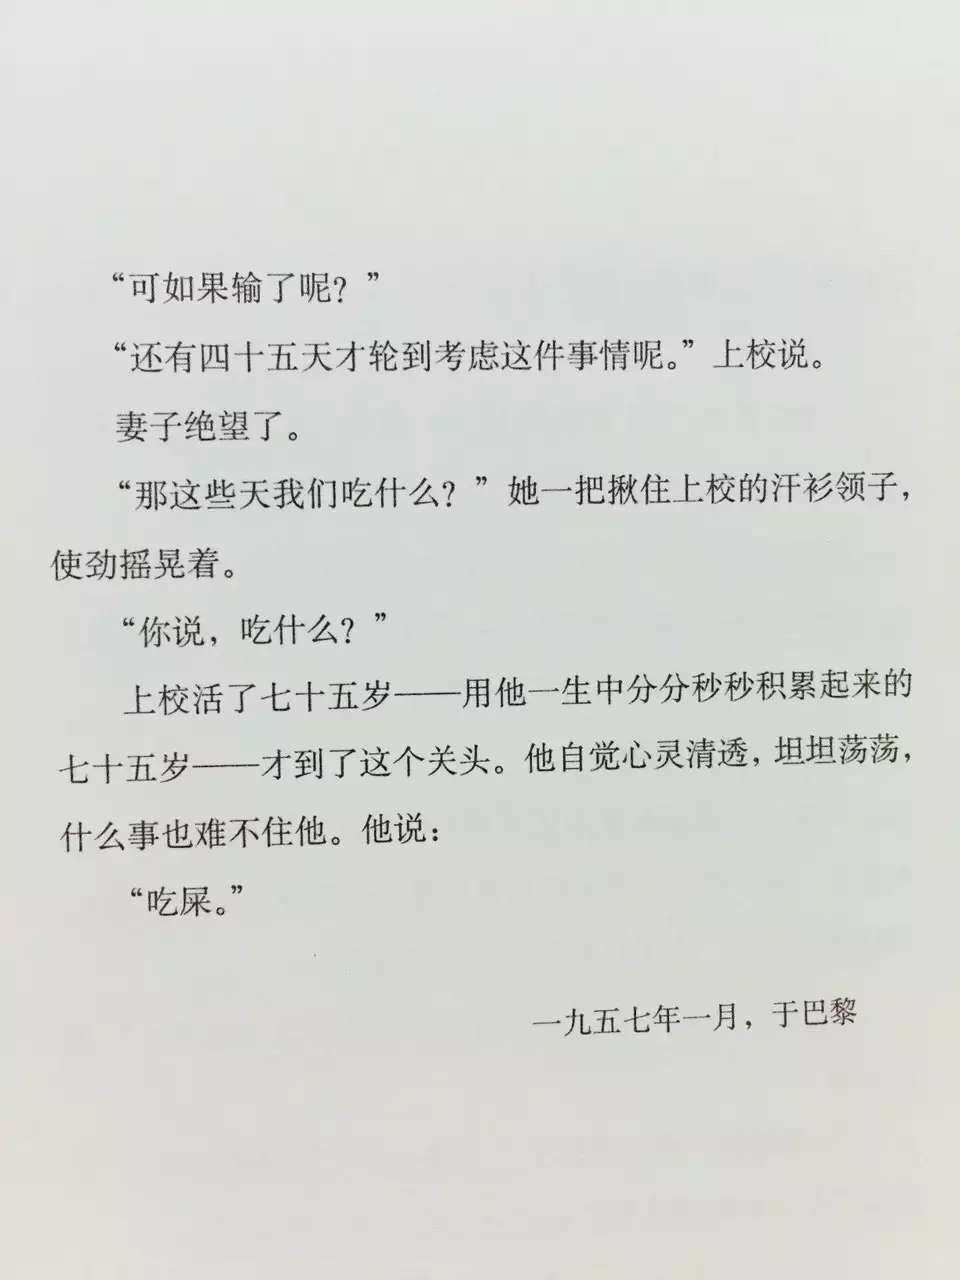 “可如果输了呢？”
“还有四十五天才轮到考虑这件事情呢。”上校说。
妻子绝望了。
“那这些天我们吃什么？”她一把揪住上校的汗衫领子，
使劲摇晃着。
“你说，吃什么？”
上校活了七十五岁——用他一生中分分秒秒积累起来的
七十五岁——才到了这个关头。他自觉心灵清透，坦坦荡荡，
什么事也难不住他。他说：
“吃屎。”
一九五七年一月，于巴黎